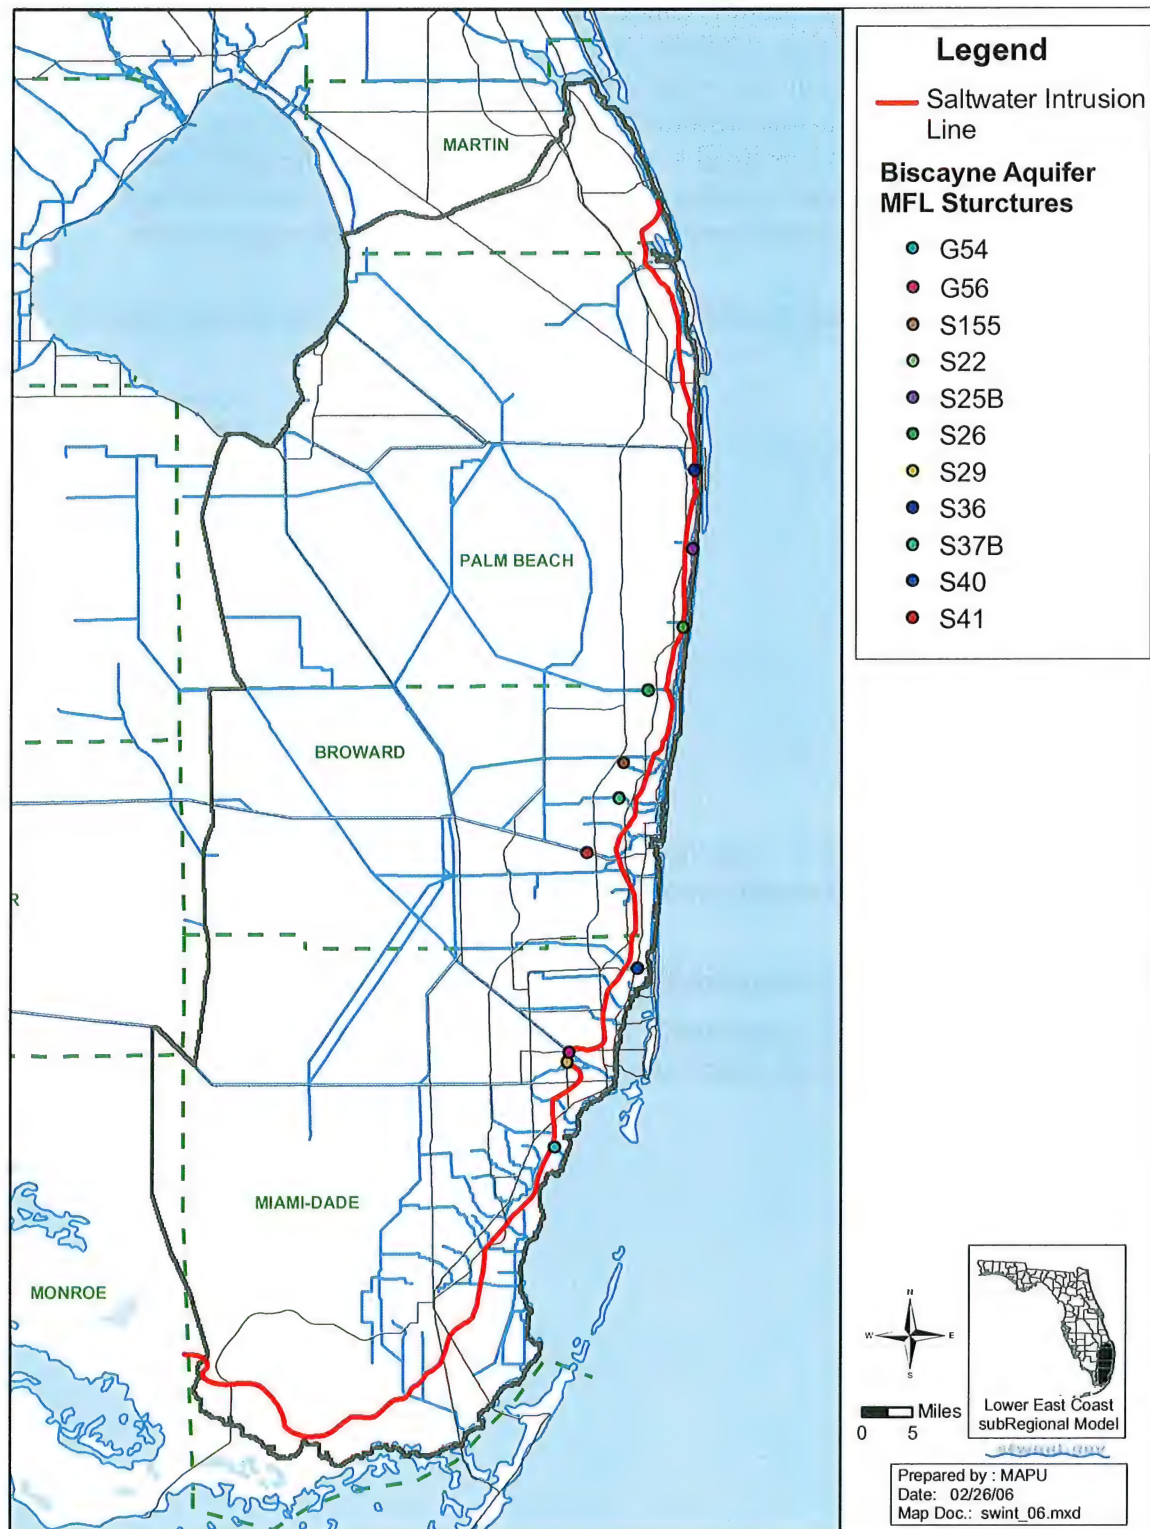 MARTIN
PALM BEACH
BROWARD
R
MIAMI-DADE
MONROE
Legend
Saltwater Intrusion
Line
Biscayne Aquifer
MFL Sturctures
G54
G56
S155
S22
S25B
S26
S29
S36
S37B
S40
S41
N
W
E
S
Miles
0 5
Lower East Coast
subRegional Model
Prepared by : MAPU
Date: 02/26/06
Map Doc.: swint_06.mxd